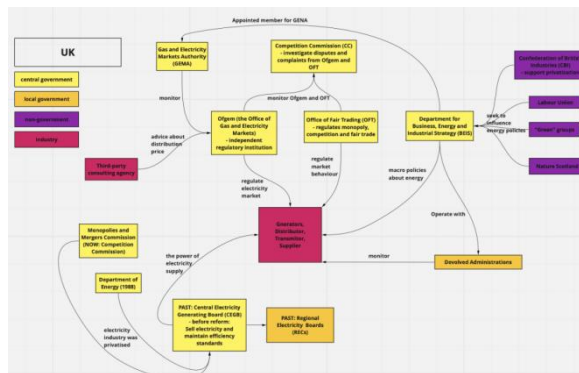 Appointed member for GENA
UK
central government
local government
non-government
Industry
Gas and Electricity
Markets Authority
(GEMA)
Competition Commission (CC)
- investigate disputes and
complaints from Ofgem and
OFT
Confederation of British
Industries (CBI)
- support privatization
Labour Union
"Green" groups
Nature Scotland
seek to
influence
energy policies
monitor
monitor Ofgem and OFT
Ofgem (the Office of
Gas and Electricity
Markets)
- independent
regulatory institution
Office of Fair Trading (OFT)
- regulates monopoly,
competition and fair trade
Department for
Business, Energy and
Industrial Strategy (BEIS)
advice about
distribution
price
Third party
consulting agency
regulate
electricity
market
regulate
market
behaviour
macro policies
about energy
Operate with
Generators,
Distributor,
Transmitor,
Supplier
Monopolies and
Mergers Commission
(NOW: Competition
Commission)
the power of
electricity
supply
monitor
Devolved Administrations
Department of
Energy (1988)
PAST: Central Electricity
Generating Board (CEGB)
- before reform:
Sell electricity and
maintain efficiency
standards
PAST: Regional
Electricity Boards
(RECs)
electricity
industry was
privatised